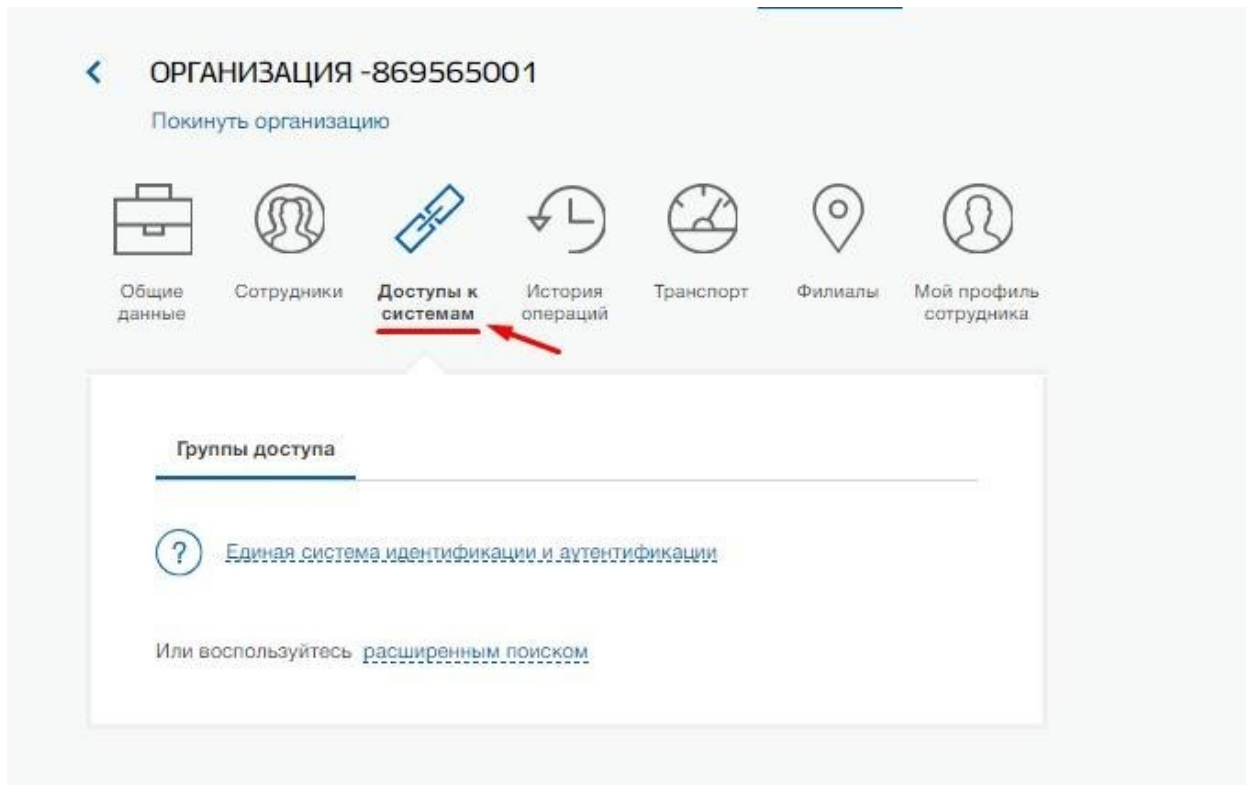 ОРГАНИЗАЦИЯ -869565001
Покинуть организацию
Общие данные
Сотрудники
Доступы к системам
История операций
Транспорт
Филиалы
Мой профиль сотрудника
Группы доступа
? Единая система идентификации и аутентификации
Или воспользуйтесь расширенным поиском